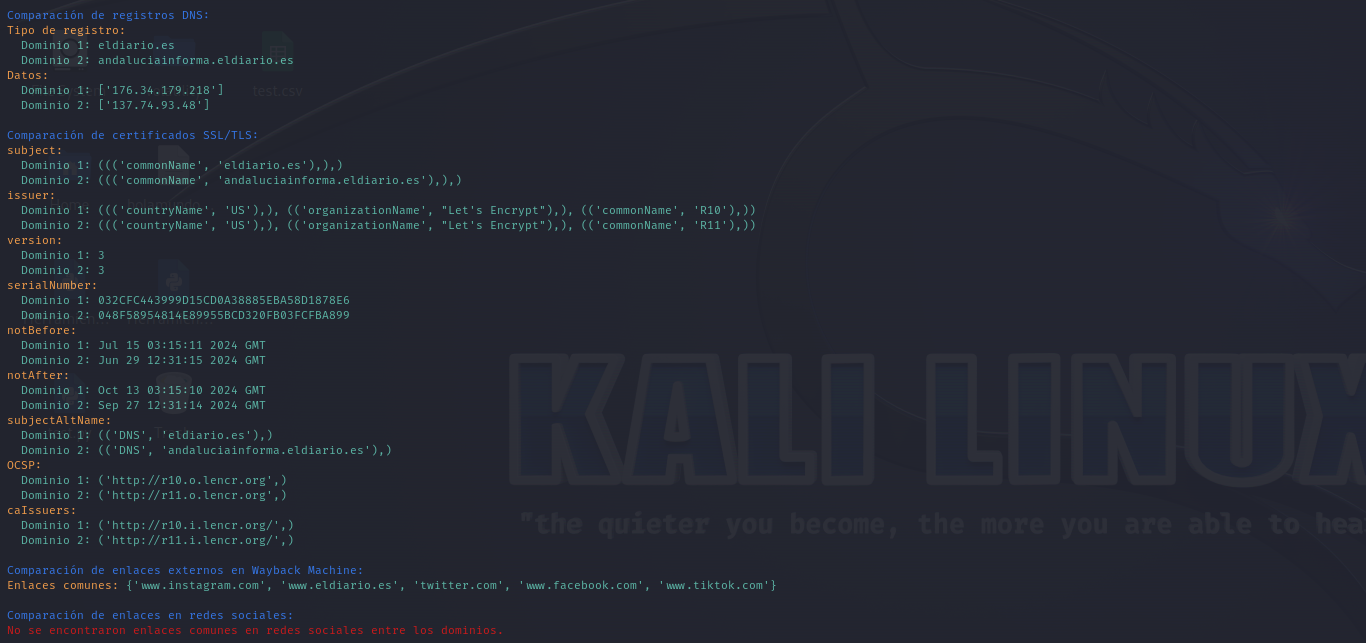 Comparación de registros DNS:
Tipo de registro:
  Dominio 1: eldiario.es
  Dominio 2: andaluciainforma.eldiario.es
Datos:
  Dominio 1: ['176.34.179.218']
  Dominio 2: ['137.74.93.48']
test.csv
Comparación de certificados SSL/TLS:
subject:
  Dominio 1: ((('commonName', 'eldiario.es'),),)
  Dominio 2: ((('commonName', 'andaluciainforma.eldiario.es'),),)
issuer:
  Dominio 1: ((('countryName', 'US'),), (('organizationName', "Let's Encrypt"),), (('commonName', 'R10'),))
  Dominio 2: ((('countryName', 'US'),), (('organizationName', "Let's Encrypt"),), (('commonName', 'R11'),))
version:
  Dominio 1: 3
  Dominio 2: 3
serialNumber:
  Dominio 1: 032CFC443999D15CD0A38885EBA58D1878E6
  Dominio 2: 048F58954814E89955BCD320FB03FCFBA899
notBefore:
  Dominio 1: Jul 15 03:15:11 2024 GMT
  Dominio 2: Jun 29 12:31:15 2024 GMT
notAfter:
  Dominio 1: Oct 13 03:15:10 2024 GMT
  Dominio 2: Sep 27 12:31:14 2024 GMT
subjectAltName:
  Dominio 1: (('DNS', 'eldiario.es'),)
  Dominio 2: (('DNS', 'andaluciainforma.eldiario.es'),)
OCSP:
  Dominio 1: ('http://r10.o.lencr.org',)
  Dominio 2: ('http://r11.o.lencr.org',)
caIssuers:
  Dominio 1: ('http://r10.i.lencr.org/',)
  Dominio 2: ('http://r11.i.lencr.org/',)
KALI LINUX
"the quieter you become, the more you are able to hea
Comparación de enlaces externos en Wayback Machine:
Enlaces comunes: {'www.instagram.com', 'www.eldiario.es', 'twitter.com', 'www.facebook.com', 'www.tiktok.com'}
Comparación de enlaces en redes sociales:
No se encontraron enlaces comunes en redes sociales entre los dominios.